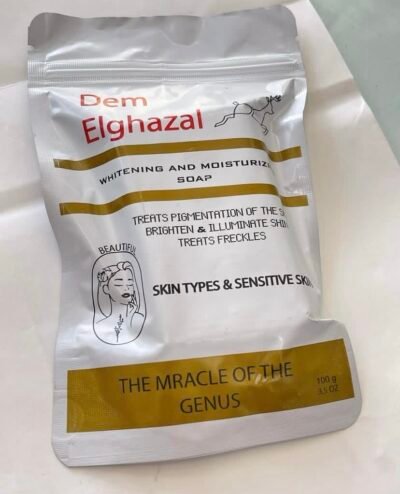 Dem
Elghazal
WHITENING AND MOISTURIZE
SOAP
TREATS PIGMENTATION OF THE S
BRIGHTEN & ILLUMINATE SHI
TREATS FRECKLES
BEAUTIFUL
SKIN TYPES & SENSITIVE SKI
THE MRACLE OF THE
GENUS
100 g
3.5 OZ